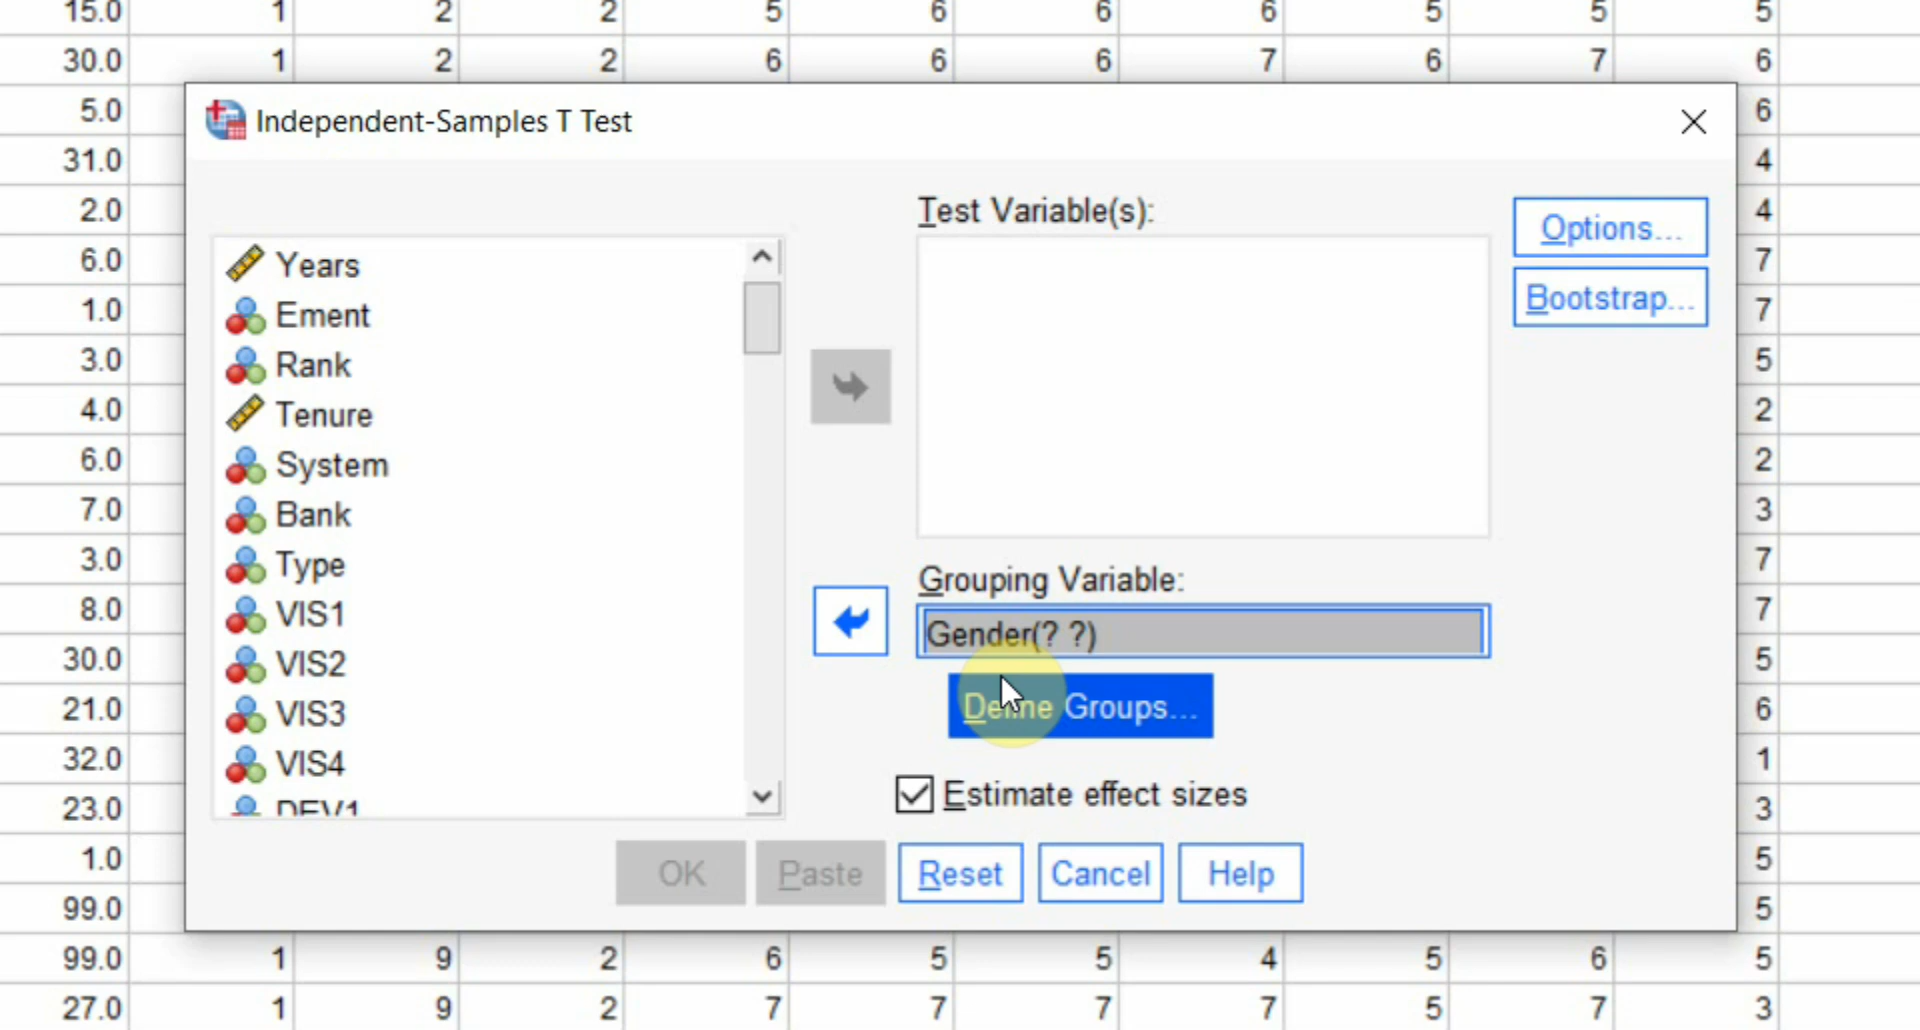 15.0 1 2 2 5 6 6 6 5 5 5
30.0 1 2 2 6 6 6 7 6 7 6
5.0 6
31.0 4
2.0 4
6.0 7
1.0 7
3.0 5
4.0 2
6.0 2
7.0 3
3.0 7
8.0 7
30.0 5
21.0 6
32.0 1
23.0 3
1.0 5
99.0 5
99.0 1 9 2 6 5 5 4 5 6 5
27.0 1 9 2 7 7 7 7 5 7 3
Independent-Samples T Test
Years
Ement
Rank
Tenure
System
Bank
Type
VIS1
VIS2
VIS3
VIS4
DEV1
Test Variable(s):
Grouping Variable:
Gender(? ?)
Define Groups...
Estimate effect sizes
Options...
Bootstrap...
OK Paste Reset Cancel Help